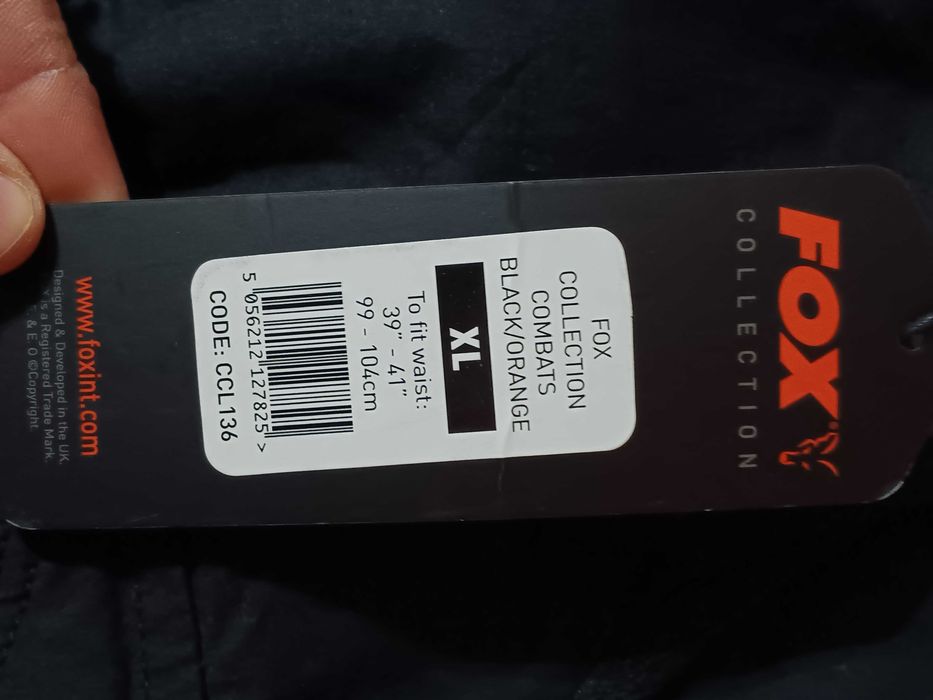 FOX
COLLECTION
FOX
COLLECTION
COMBATS
BLACK/ORANGE
XL
To fit waist:
39" - 41"
99 - 104cm
5 056212 127825 >
CODE: CCL136
www.foxint.com
Designed & Developed in the UK.
is a Registered Trade Mark.
& E. O ©Copyright.